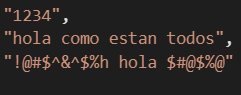 "1234",
"hola como estan todos",
"!@#$^&^$%h hola $#@$%@"